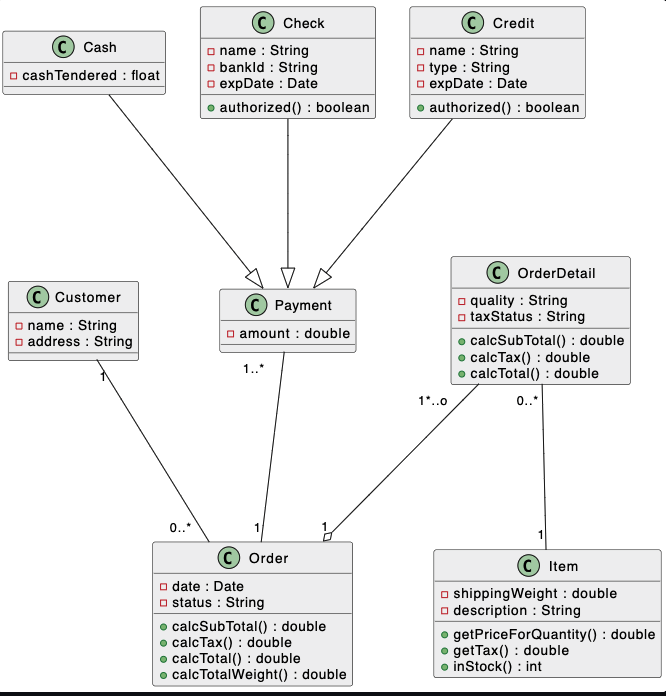 C Cash
cashTendered : float
C Check
name : String
bankId : String
expDate : Date
authorized() : boolean
C Credit
name : String
type : String
expDate : Date
authorized() : boolean
C Customer
name : String
address : String
C Payment
amount : double
C OrderDetail
quality : String
taxStatus : String
calcSubTotal() : double
calcTax() : double
calcTotal() : double
1
1..*
1*..o
0..*
0..*
1
1
1
C Order
date : Date
status : String
calcSubTotal() : double
calcTax() : double
calcTotal() : double
calcTotalWeight() : double
C Item
shippingWeight : double
description : String
getPriceForQuantity() : double
getTax() : double
inStock() : int